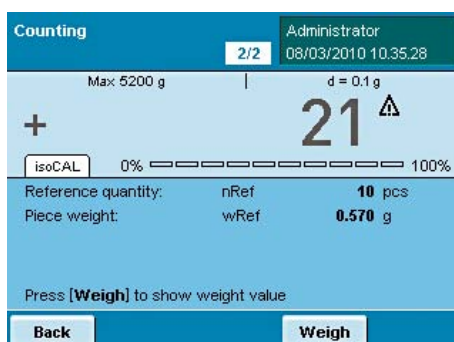 Counting
Administrator
2/2
08/03/2010 10.35.28
Max 5200 g
d = 0.1 g
+ 21
isoCAL 0% 100%
Reference quantity: nRef 10 pcs
Piece weight: wRef 0.570 g
Press [Weigh] to show weight value
Back Weigh